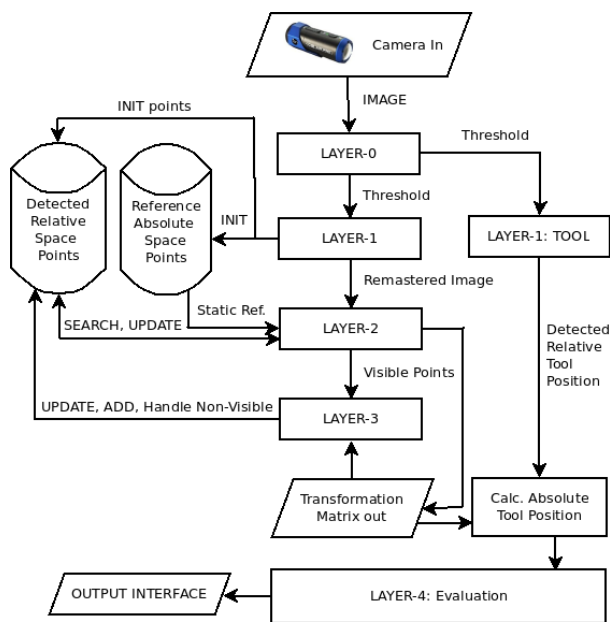 Camera In
IMAGE
INIT points
LAYER-0
Threshold
Threshold
Detected
Relative
Space
Points
Reference
Absolute
Space
Points
INIT
LAYER-1
LAYER-1: TOOL
Remastered Image
Static Ref.
SEARCH, UPDATE
LAYER-2
Detected
Relative
Tool
Position
Visible Points
UPDATE, ADD, Handle Non-Visible
LAYER-3
Transformation
Matrix out
Calc. Absolute
Tool Position
OUTPUT INTERFACE
LAYER-4: Evaluation